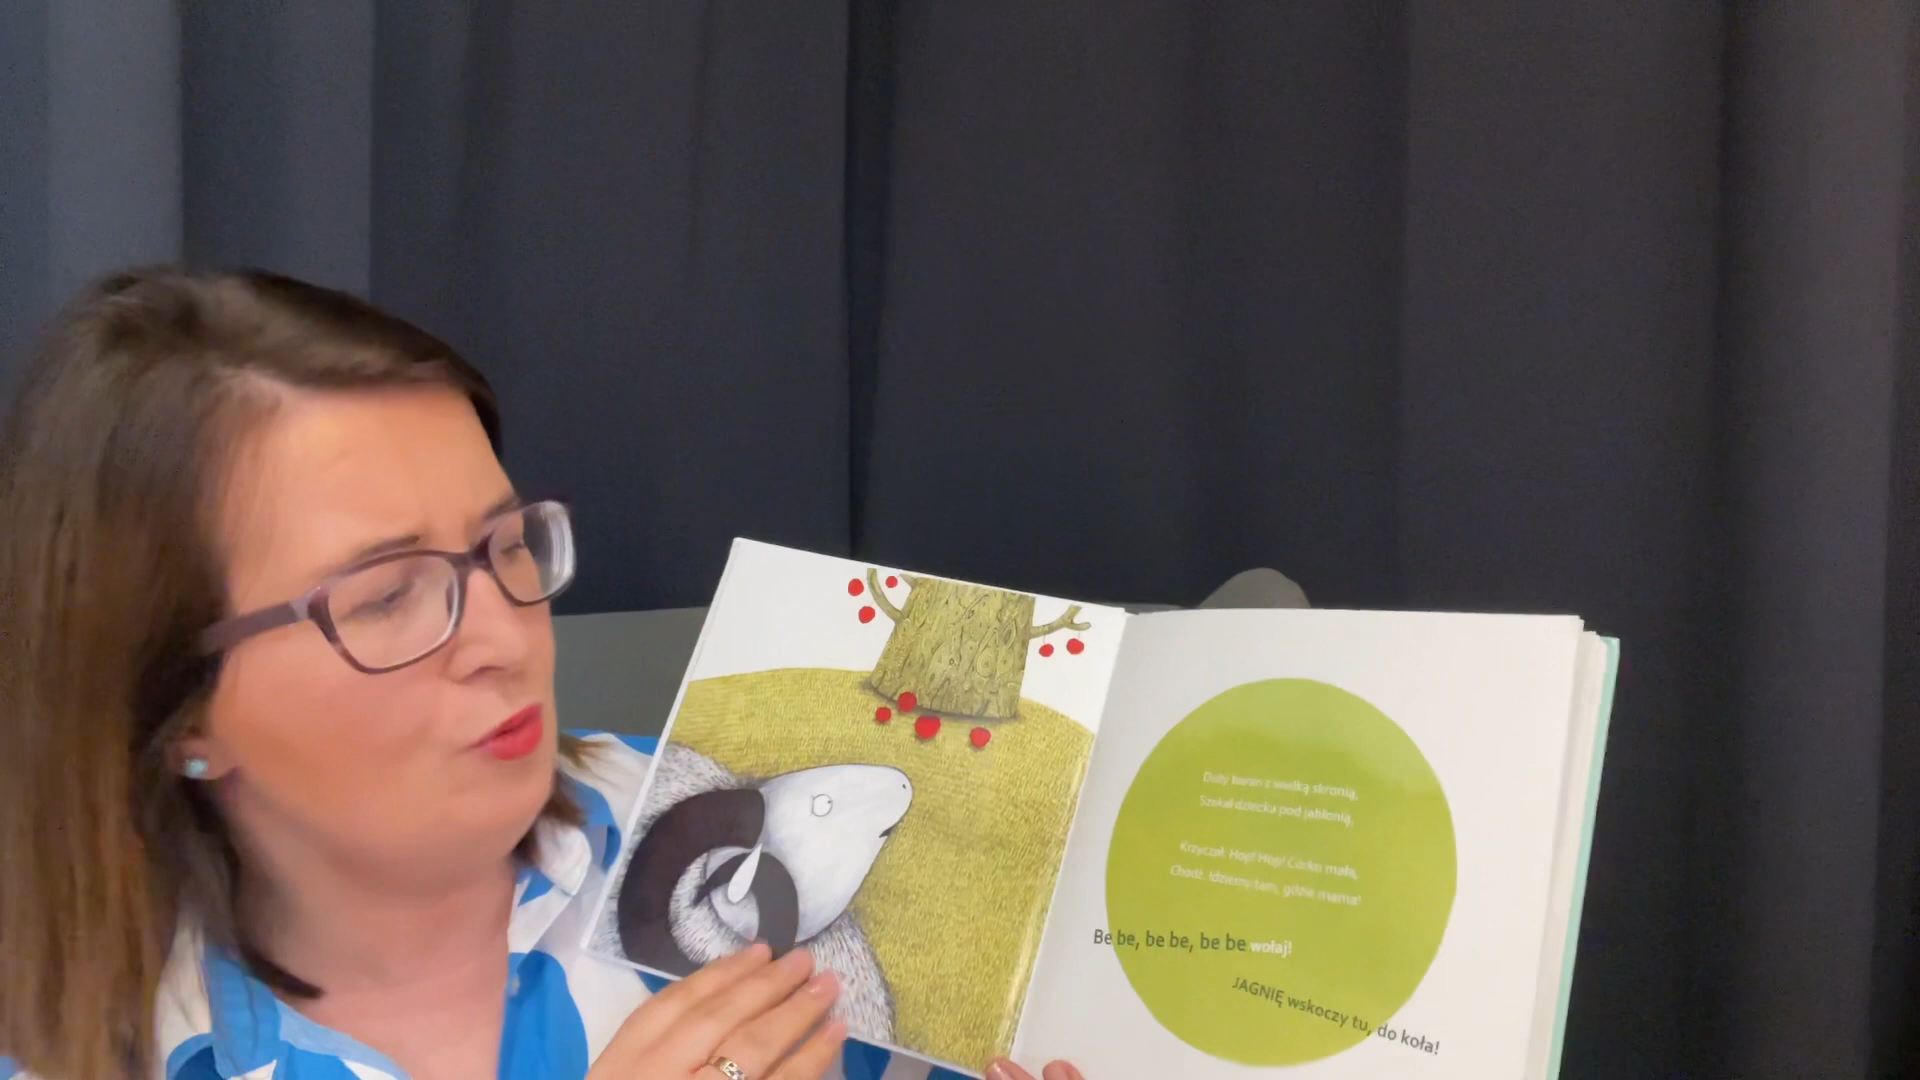 Duży baran z wielką skronią,
Szukał dziecka pod jabłonią,
Krzyczał: Hop! Hop! Córko mała,
Chodź. Idziemy tam, gdzie mama!
Be be, be be, be be wołaj!
JAGNIĘ wskoczy tu, do koła!